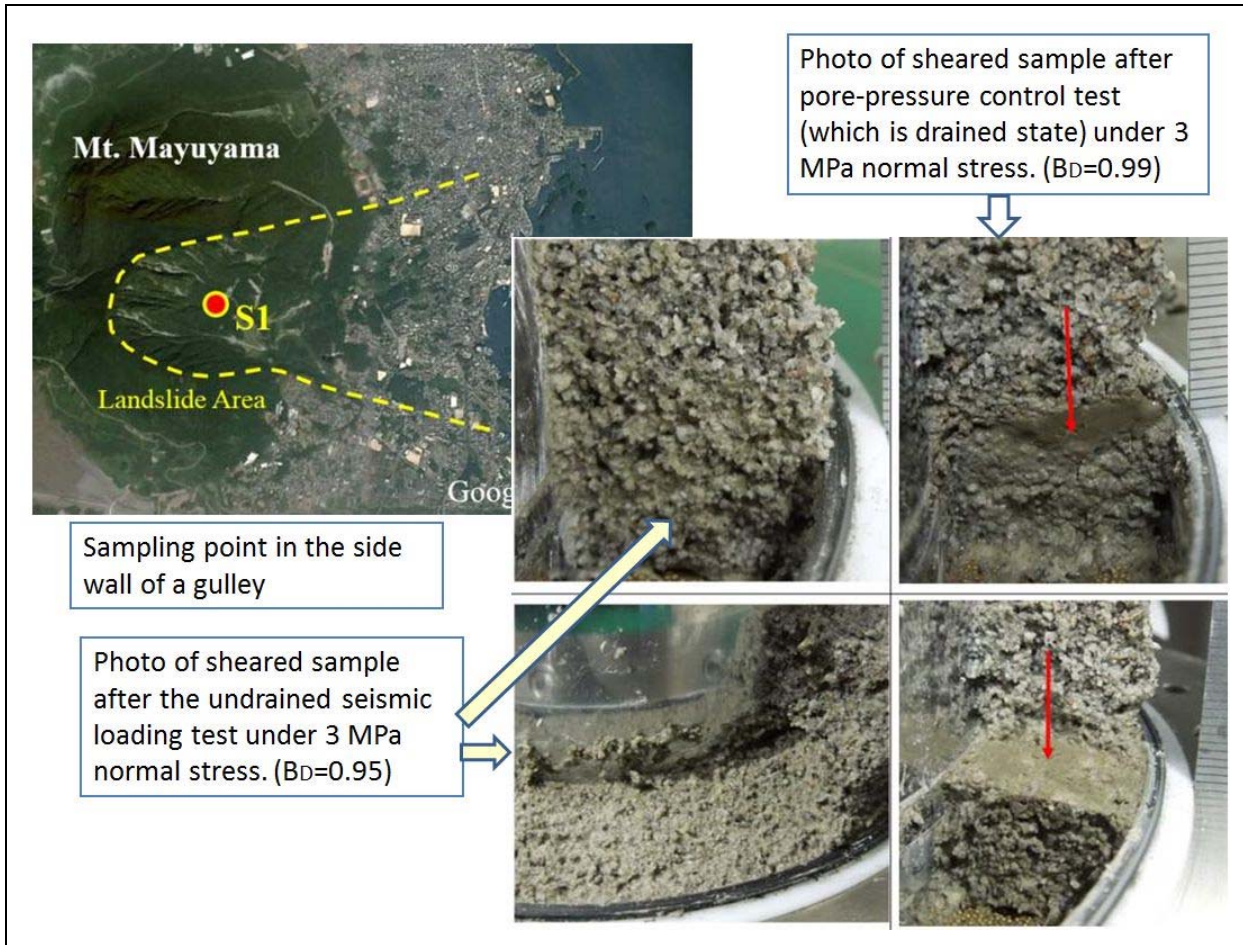 Mt. Mayuyama
S1
Landslide Area
Goog
Photo of sheared sample after
pore-pressure control test
(which is drained state) under 3
MPa normal stress. (BD=0.99)
Sampling point in the side
wall of a gulley
Photo of sheared sample
after the undrained seismic
loading test under 3 MPa
normal stress. (BD=0.95)